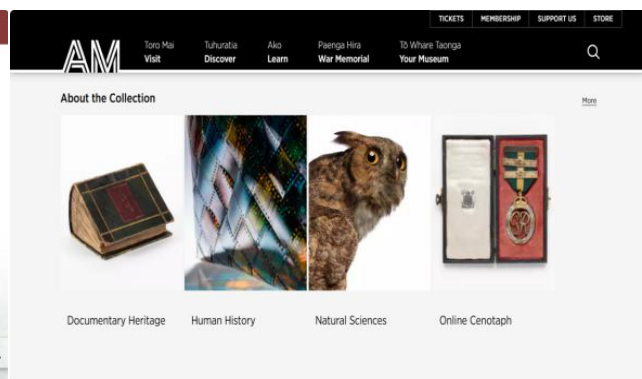 TICKETS MEMBERSHIP SUPPORT US STORE
AM
Toro Mai Tuhuratia Ako Paenga Hira Tō Whare Taonga
Visit Discover Learn War Memorial Your Museum
About the Collection More
Documentary Heritage Human History Natural Sciences Online Cenotaph